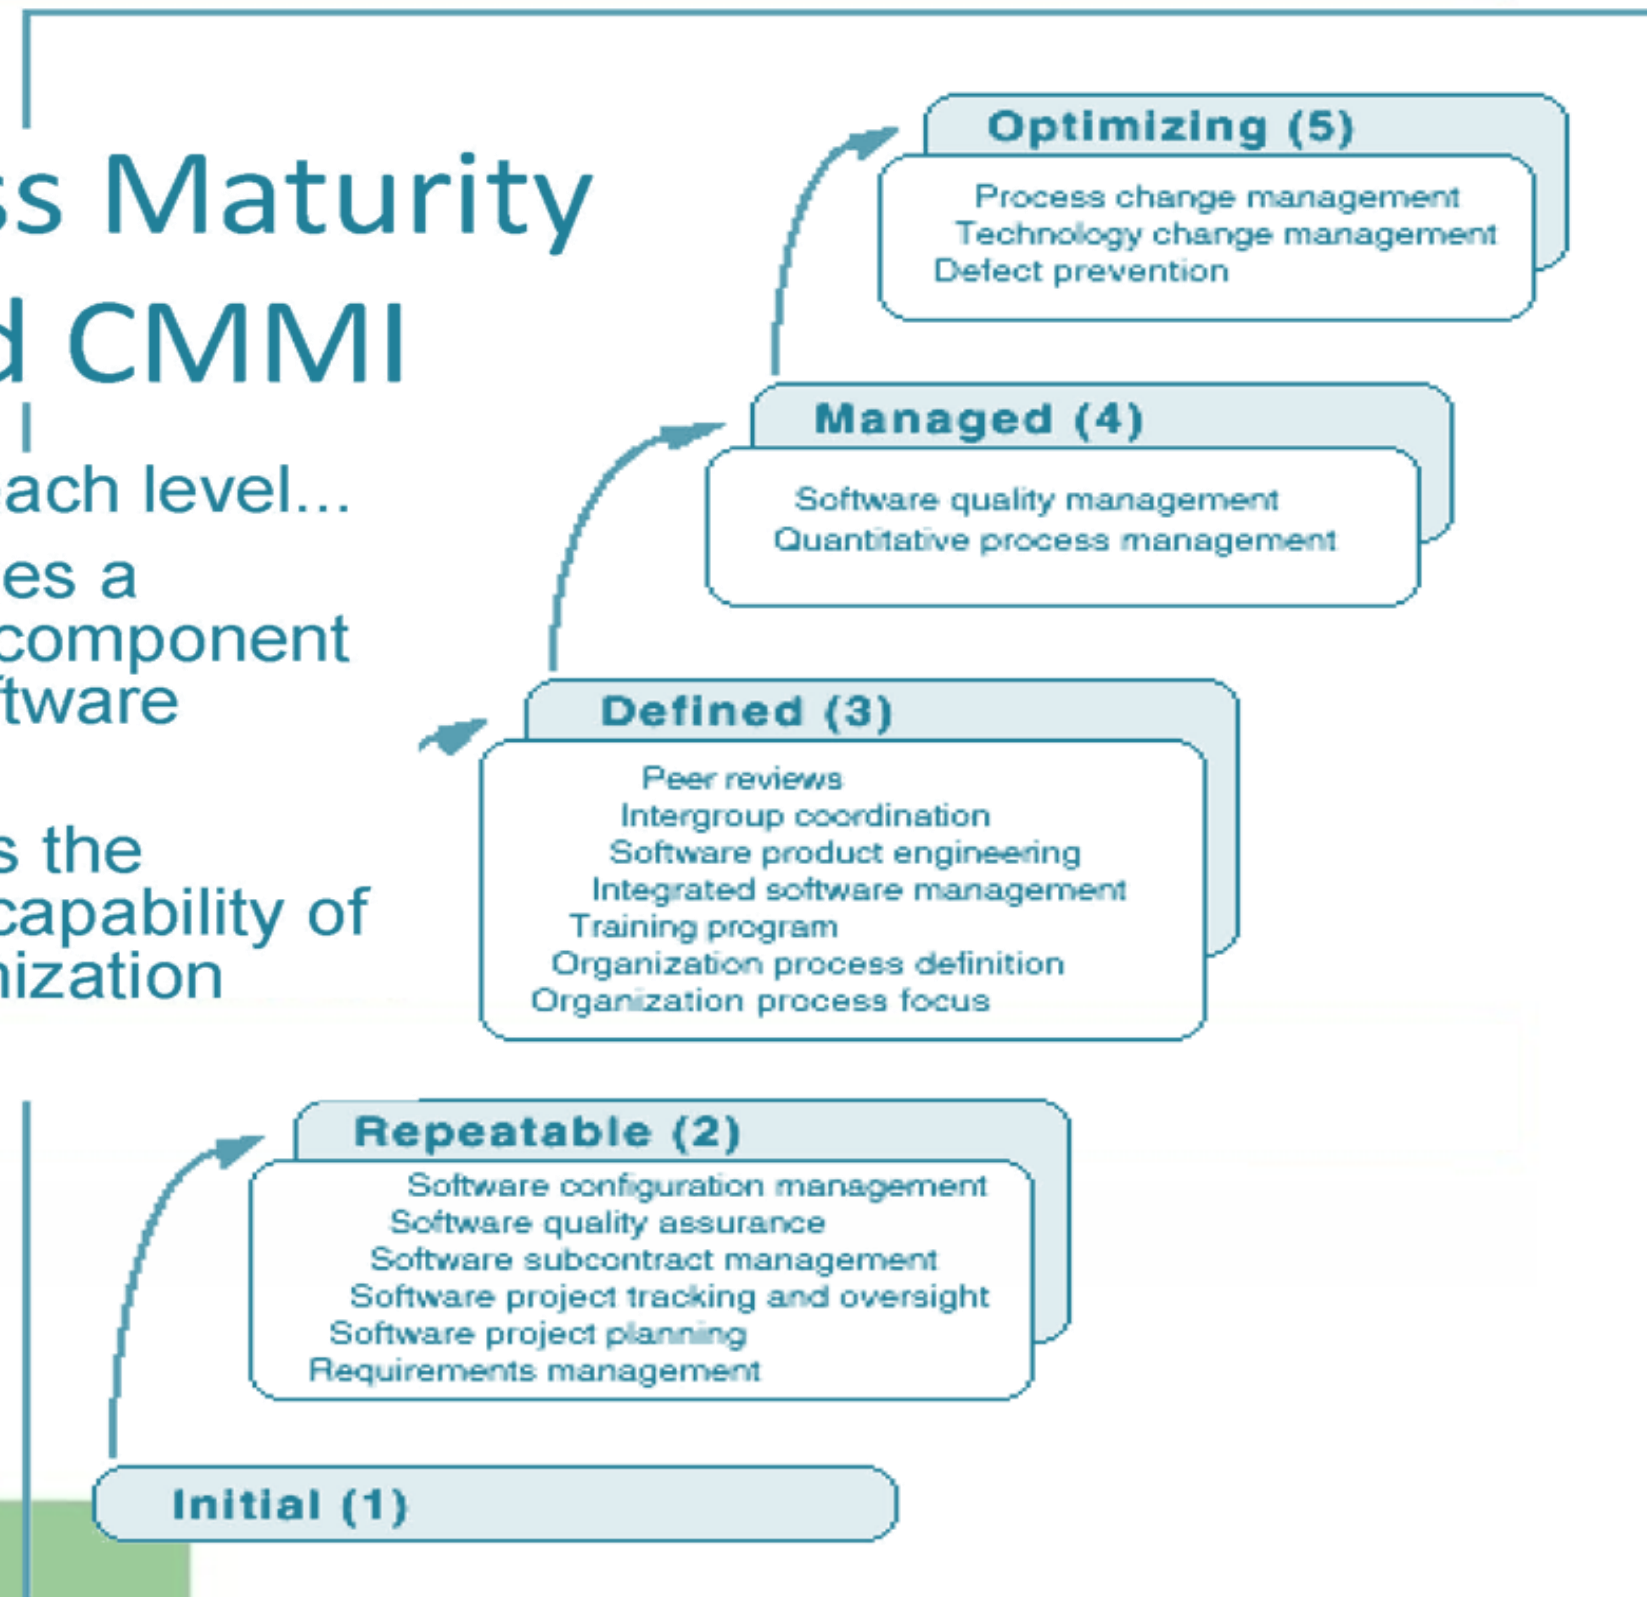 ss Maturity
d CMMI
ach level...
es a
component
tware
s the
capability of
nization
Optimizing (5)
Process change management
Technology change management
Defect prevention
Managed (4)
Software quality management
Quantitative process management
Defined (3)
Peer reviews
Intergroup coordination
Software product engineering
Integrated software management
Training program
Organization process definition
Organization process focus
Repeatable (2)
Software configuration management
Software quality assurance
Software subcontract management
Software project tracking and oversight
Software project planning
Requirements management
Initial (1)